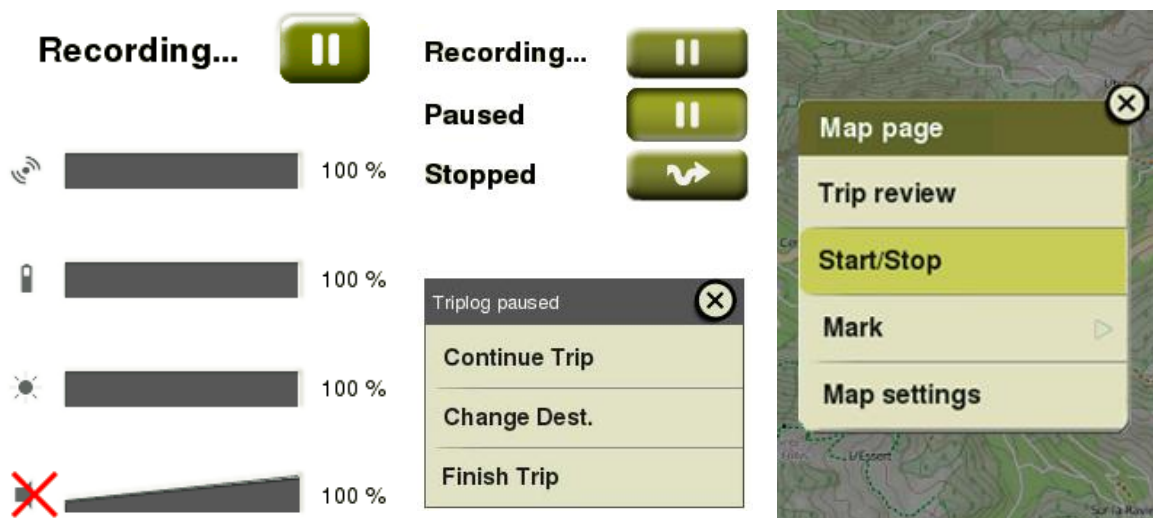 Recording...
100 %
100 %
100 %
100 %
Recording...
Paused
Stopped
Triplog paused
Continue Trip
Change Dest.
Finish Trip
Map page
Trip review
Start/Stop
Mark
Map settings
L'Essert